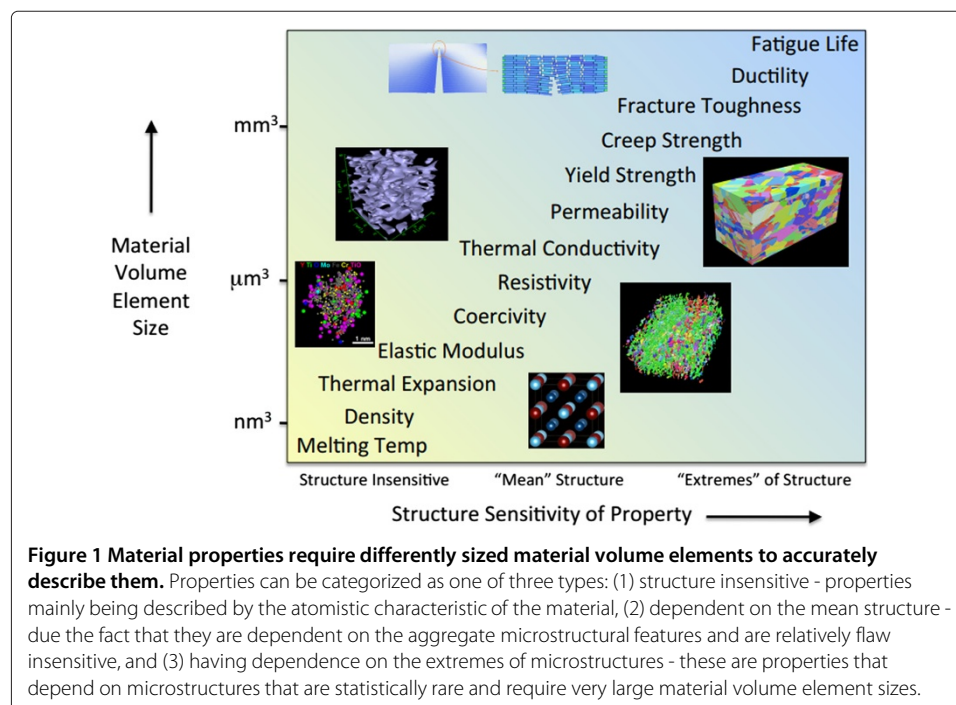 Fatigue Life
Ductility
Fracture Toughness
mm³
Creep Strength
Yield Strength
Permeability
Material
Volume
Element
Size
Thermal Conductivity
μm³
Resistivity
1 nm
Coercivity
Elastic Modulus
Thermal Expansion
nm³
Density
Melting Temp
Structure Insensitive
“Mean” Structure
“Extremes” of Structure
Structure Sensitivity of Property
Figure 1 Material properties require differently sized material volume elements to accurately
describe them. Properties can be categorized as one of three types: (1) structure insensitive - properties
mainly being described by the atomistic characteristic of the material, (2) dependent on the mean structure -
due the fact that they are dependent on the aggregate microstructural features and are relatively flaw
insensitive, and (3) having dependence on the extremes of microstructures - these are properties that
depend on microstructures that are statistically rare and require very large material volume element sizes.